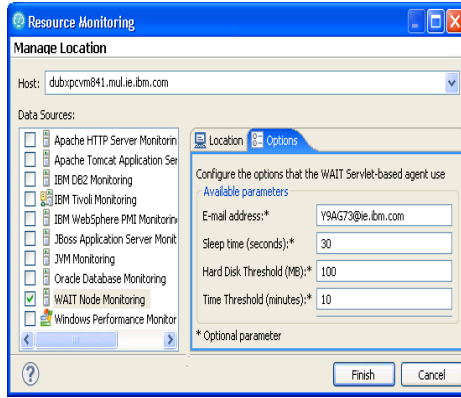 Resource Monitoring
Manage Location
Host: dubxpcvm841.mul.ie.ibm.com
Data Sources:
Apache HTTP Server Monitorin
Apache Tomcat Application Ser
IBM DB2 Monitoring
IBM Tivoli Monitoring
IBM WebSphere PMI Monitorin
JBoss Application Server Monit
JVM Monitoring
Oracle Database Monitoring
WAIT Node Monitoring
Windows Performance Monitor
Location Options
Configure the options that the WAIT Servlet-based agent use
Available parameters
E-mail address:* Y9AG73@ie.ibm.com
Sleep time (seconds):* 30
Hard Disk Threshold (MB):* 100
Time Threshold (minutes):* 10
* Optional parameter
? Finish Cancel